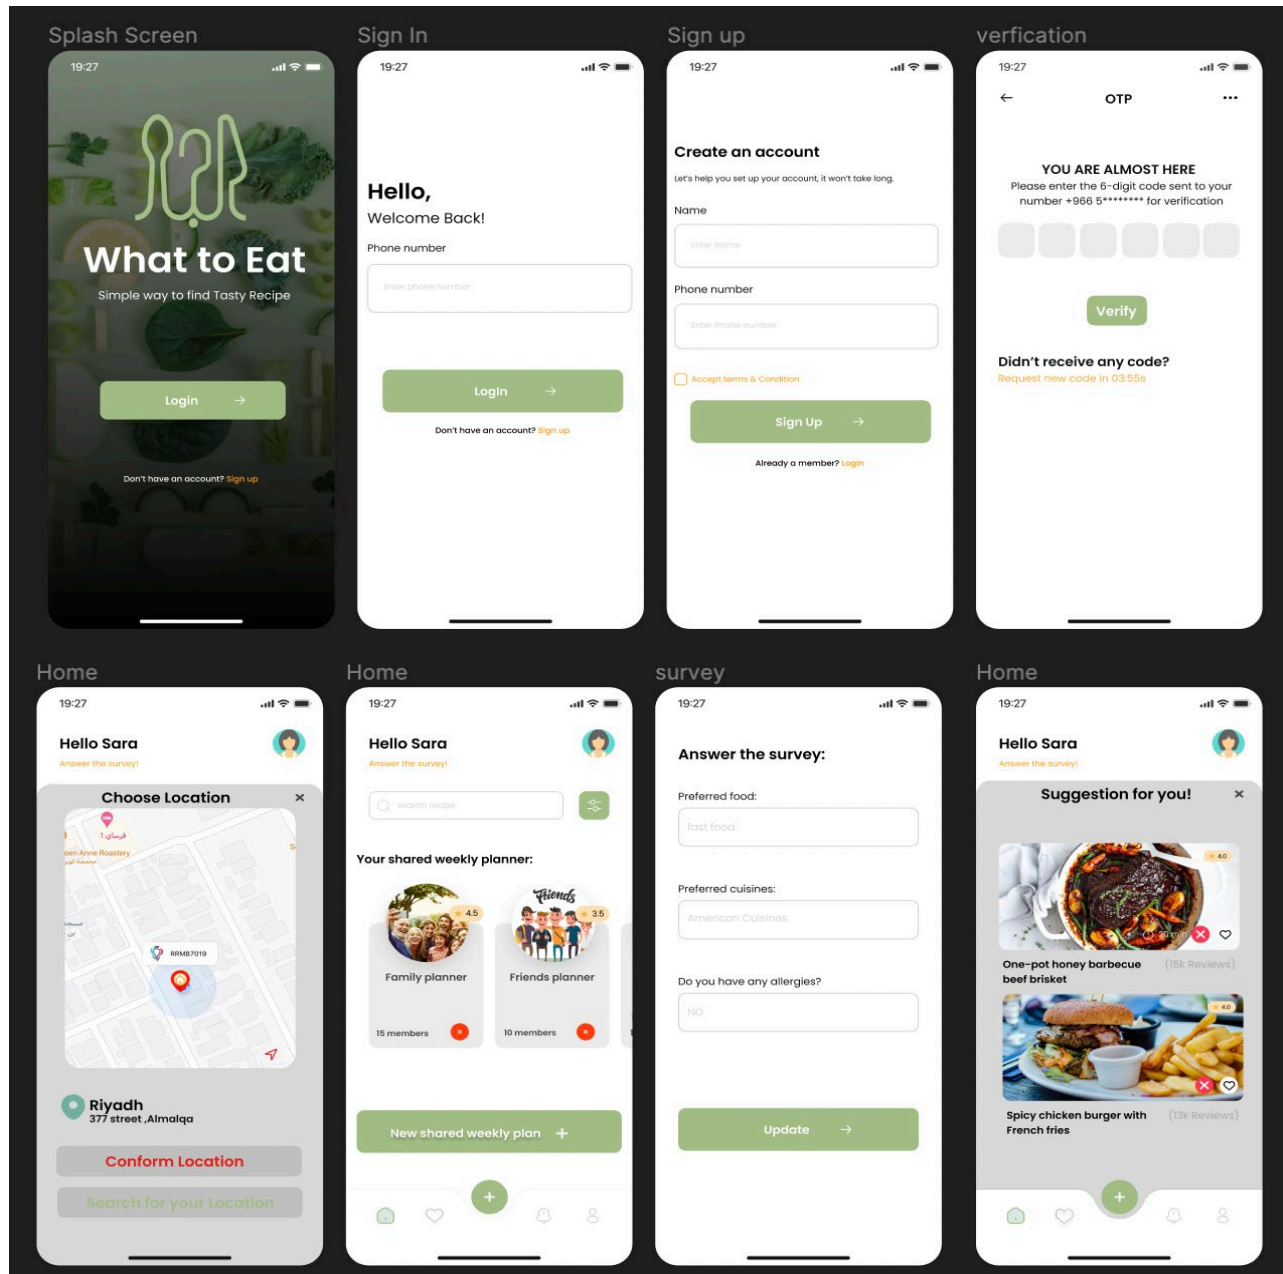 Splash Screen
19:27
What to Eat
Simple way to find Tasty Recipe
Login →
Don't have an account? Sign up
Sign In
19:27
Hello,
Welcome Back!
Phone number
Enter phone number
LogIn →
Don't have an account? Sign up
Sign up
19:27
Create an account
Let's help you set up your account, it won't take long.
Name
Enter Name
Phone number
Enter Phone number
Accept terms & Condition
Sign Up →
Already a member? Login
verfication
19:27
← OTP •••
YOU ARE ALMOST HERE
Please enter the 6-digit code sent to your
number +966 5******** for verification
Verify
Didn't receive any code?
Request new code in 03:55s
Home
19:27
Hello Sara
Answer the survey!
Choose Location ×
فرساي 1
een Anne Roastery
RRMB7019
Riyadh
377 street ,Almalqa
Conform Location
Search for your Location
Home
19:27
Hello Sara
Answer the survey!
search recipe
Your shared weekly planner:
4.5
Family planner
15 members ×
Friends
3.5
Friends planner
10 members ×
New shared weekly plan +
+
survey
19:27
Answer the survey:
Preferred food:
fast food
Preferred cuisines:
American Cuisines
Do you have any allergies?
NO
Update →
Home
19:27
Hello Sara
Answer the survey!
Suggestion for you! ×
4.0
20 min
One-pot honey barbecue (15k Reviews)
beef brisket
4.0
Spicy chicken burger with (13k Reviews)
French fries
+